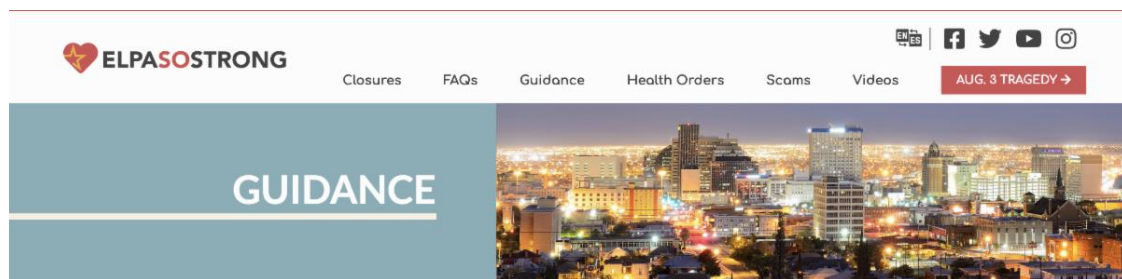 EN
ES
ELPASOSTRONG
Closures FAQs Guidance Health Orders Scams Videos AUG. 3 TRAGEDY →
GUIDANCE